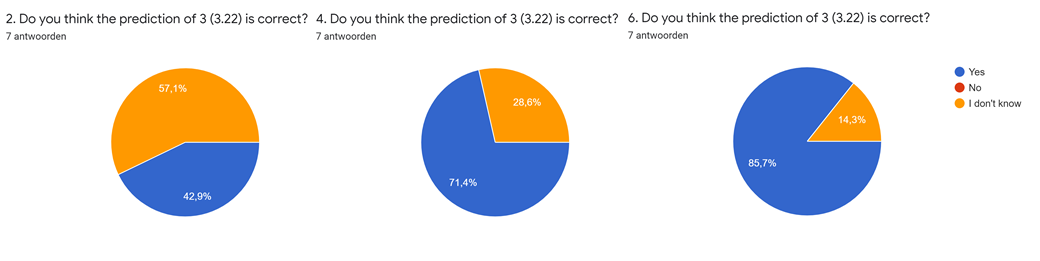 2. Do you think the prediction of 3 (3.22) is correct?
7 antwoorden
57,1%
42,9%
4. Do you think the prediction of 3 (3.22) is correct?
7 antwoorden
28,6%
71,4%
6. Do you think the prediction of 3 (3.22) is correct?
7 antwoorden
14,3%
85,7%
Yes
No
I don't know